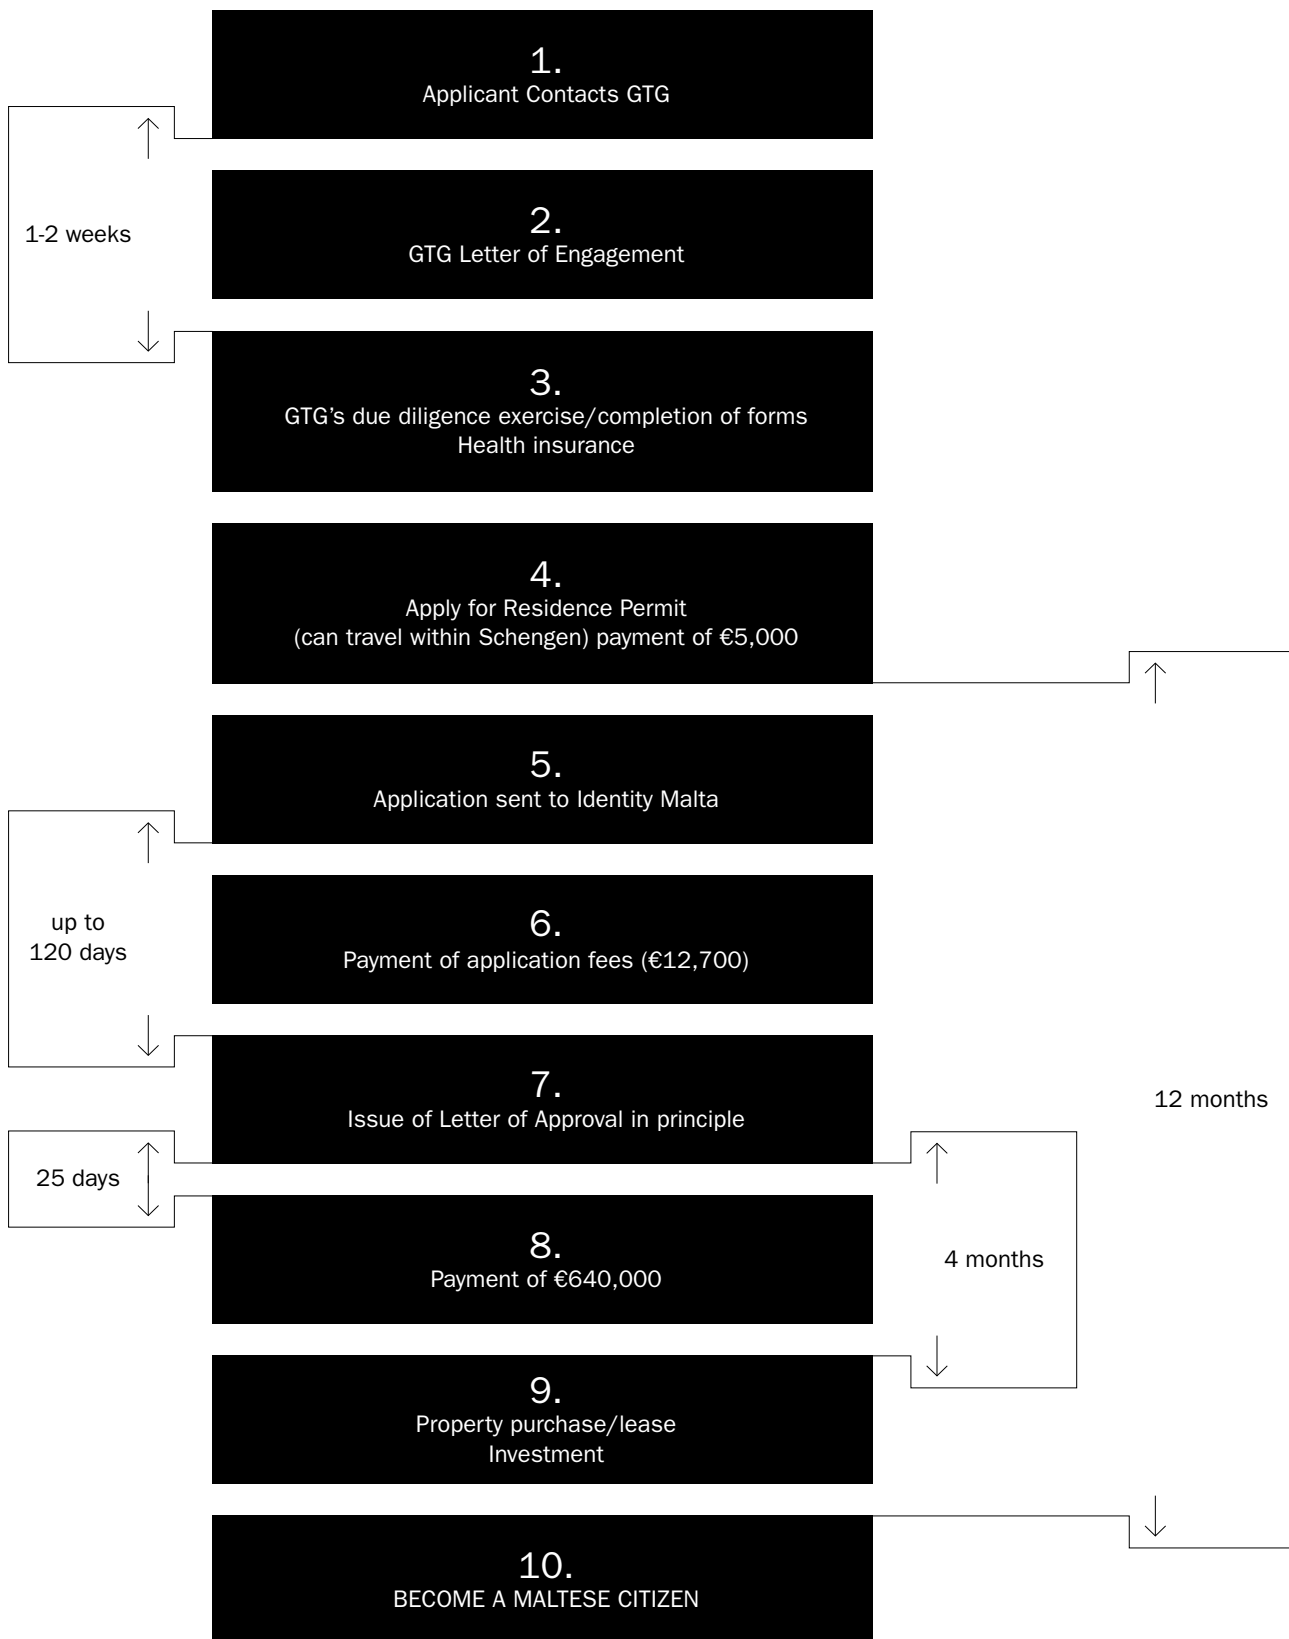 1.
Applicant Contacts GTG
1-2 weeks
2.
GTG Letter of Engagement
3.
GTG’s due diligence exercise/completion of forms
Health insurance
4.
Apply for Residence Permit
(can travel within Schengen) payment of €5,000
5.
Application sent to Identity Malta
up to
120 days
6.
Payment of application fees (€12,700)
7.
Issue of Letter of Approval in principle
12 months
25 days
8.
Payment of €640,000
4 months
9.
Property purchase/lease
Investment
10.
BECOME A MALTESE CITIZEN